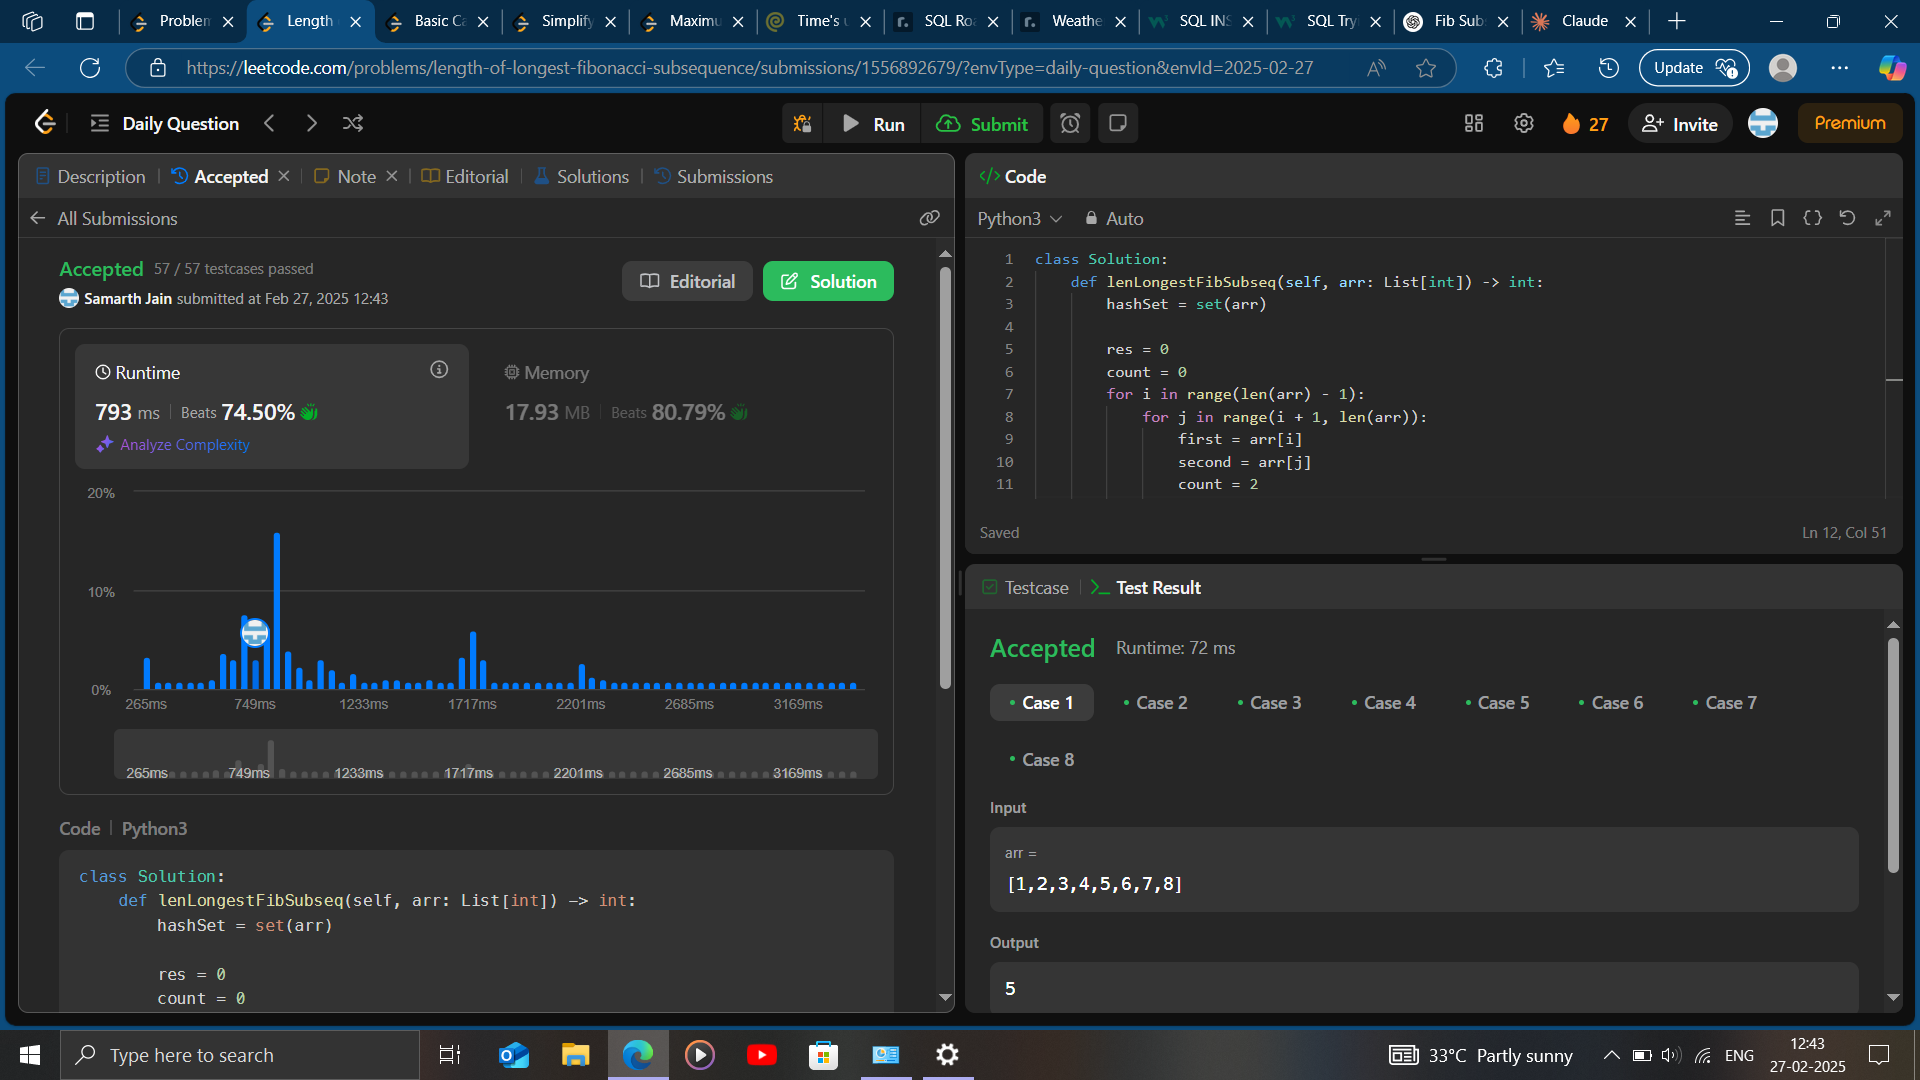 Problem
Length
Basic Ca
Simplify
Maximu
Time's u
SQL Roa
Weathe
SQL INS
SQL Tryi
Fib Sub
Claude
https://leetcode.com/problems/length-of-longest-fibonacci-subsequence/submissions/1556892679/?envType=daily-question&envId=2025-02-27
Update
Daily Question
Run
Submit
27
Invite
Premium
Description
Accepted
Note
Editorial
Solutions
Submissions
All Submissions
Accepted 57 / 57 testcases passed
Samarth Jain submitted at Feb 27, 2025 12:43
Editorial
Solution
Runtime
793 ms | Beats 74.50%
Analyze Complexity
Memory
17.93 MB | Beats 80.79%
20%
10%
0%
265ms 749ms 1233ms 1717ms 2201ms 2685ms 3169ms
265ms 749ms 1233ms 1717ms 2201ms 2685ms 3169ms
Code | Python3
class Solution:
    def lenLongestFibSubseq(self, arr: List[int]) -> int:
        hashSet = set(arr)
        res = 0
        count = 0
</> Code
Python3
Auto
1 class Solution:
2     def lenLongestFibSubseq(self, arr: List[int]) -> int:
3         hashSet = set(arr)
4
5         res = 0
6         count = 0
7         for i in range(len(arr) - 1):
8             for j in range(i + 1, len(arr)):
9                 first = arr[i]
10                 second = arr[j]
11                 count = 2
Saved
Ln 12, Col 51
Testcase
>_ Test Result
Accepted Runtime: 72 ms
Case 1
Case 2
Case 3
Case 4
Case 5
Case 6
Case 7
Case 8
Input
arr =
[1,2,3,4,5,6,7,8]
Output
5
Type here to search
33°C Partly sunny
ENG
12:43
27-02-2025